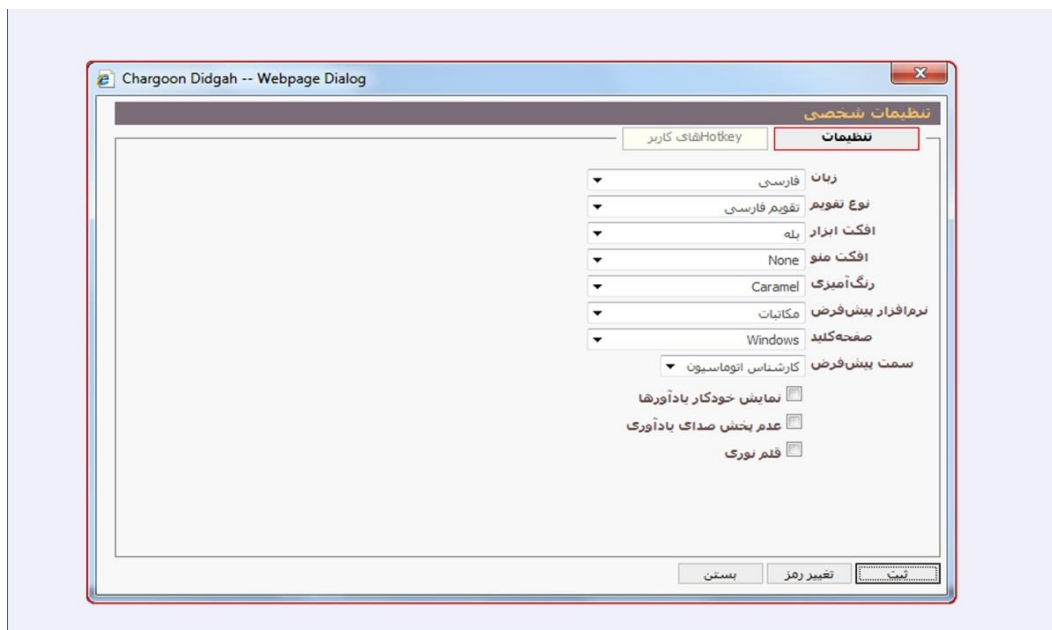 Chargoon Didgah -- Webpage Dialog
تنظیمات شخصی
تنظیمات Hotkeyهای کاربر
زبان فارسی
نوع تقویم تقویم فارسی
افکت ابزار بله
افکت منو None
رنگ‌آمیزی Caramel
نرم‌افزار پیش‌فرض مکاتبات
صفحه‌کلید Windows
سمت پیش‌فرض کارشناس اتوماسیون
نمایش خودکار یادآورها
عدم پخش صدای یادآوری
قلم نوری
ثبت تغییر رمز بستن